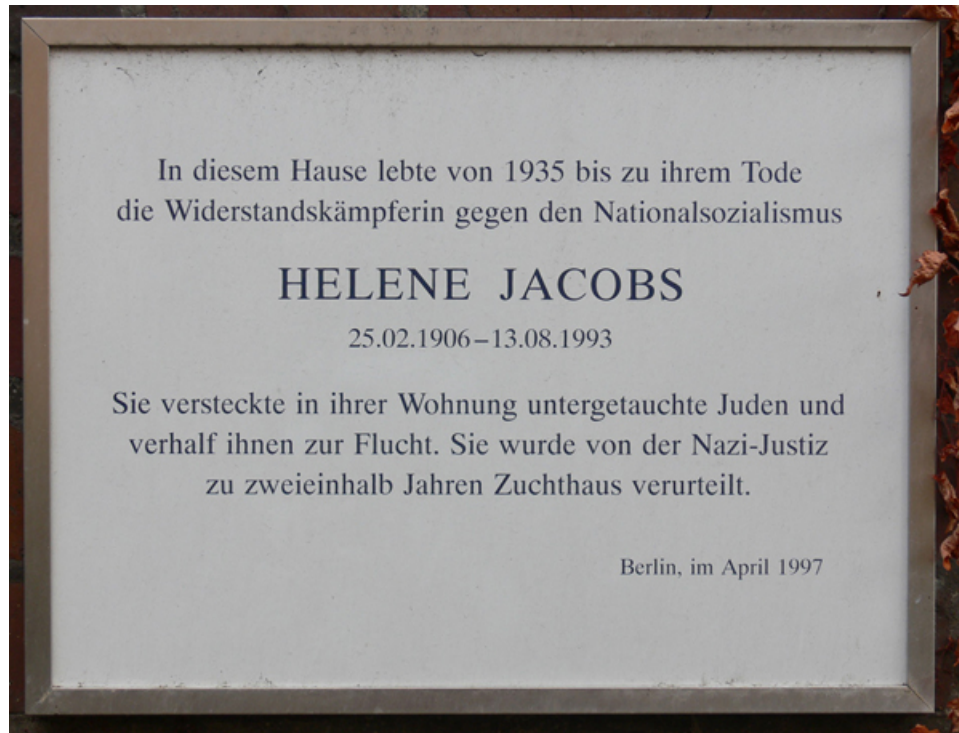 In diesem Hause lebte von 1935 bis zu ihrem Tode
die Widerstandskämpferin gegen den Nationalsozialismus
HELENE JACOBS
25.02.1906–13.08.1993
Sie versteckte in ihrer Wohnung untergetauchte Juden und
verhalf ihnen zur Flucht. Sie wurde von der Nazi-Justiz
zu zweieinhalb Jahren Zuchthaus verurteilt.
Berlin, im April 1997